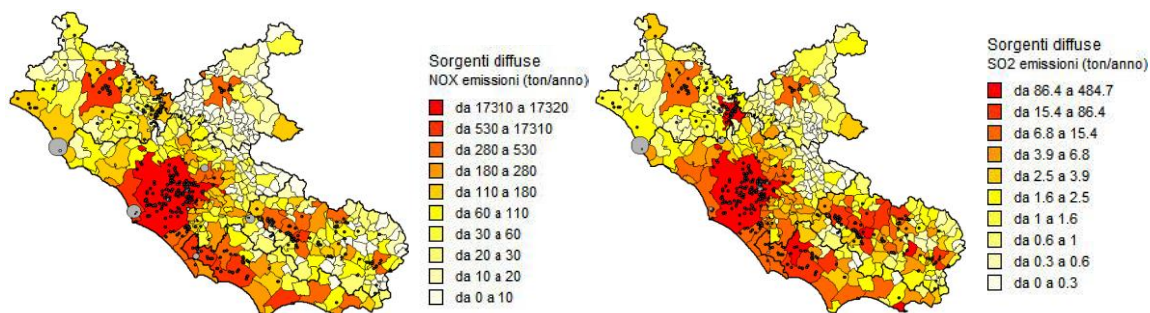 Sorgenti diffuse
NOX emissioni (ton/anno)
da 17310 a 17320
da 530 a 17310
da 280 a 530
da 180 a 280
da 110 a 180
da 60 a 110
da 30 a 60
da 20 a 30
da 10 a 20
da 0 a 10
Sorgenti diffuse
SO2 emissioni (ton/anno)
da 86.4 a 484.7
da 15.4 a 86.4
da 6.8 a 15.4
da 3.9 a 6.8
da 2.5 a 3.9
da 1.6 a 2.5
da 1 a 1.6
da 0.6 a 1
da 0.3 a 0.6
da 0 a 0.3